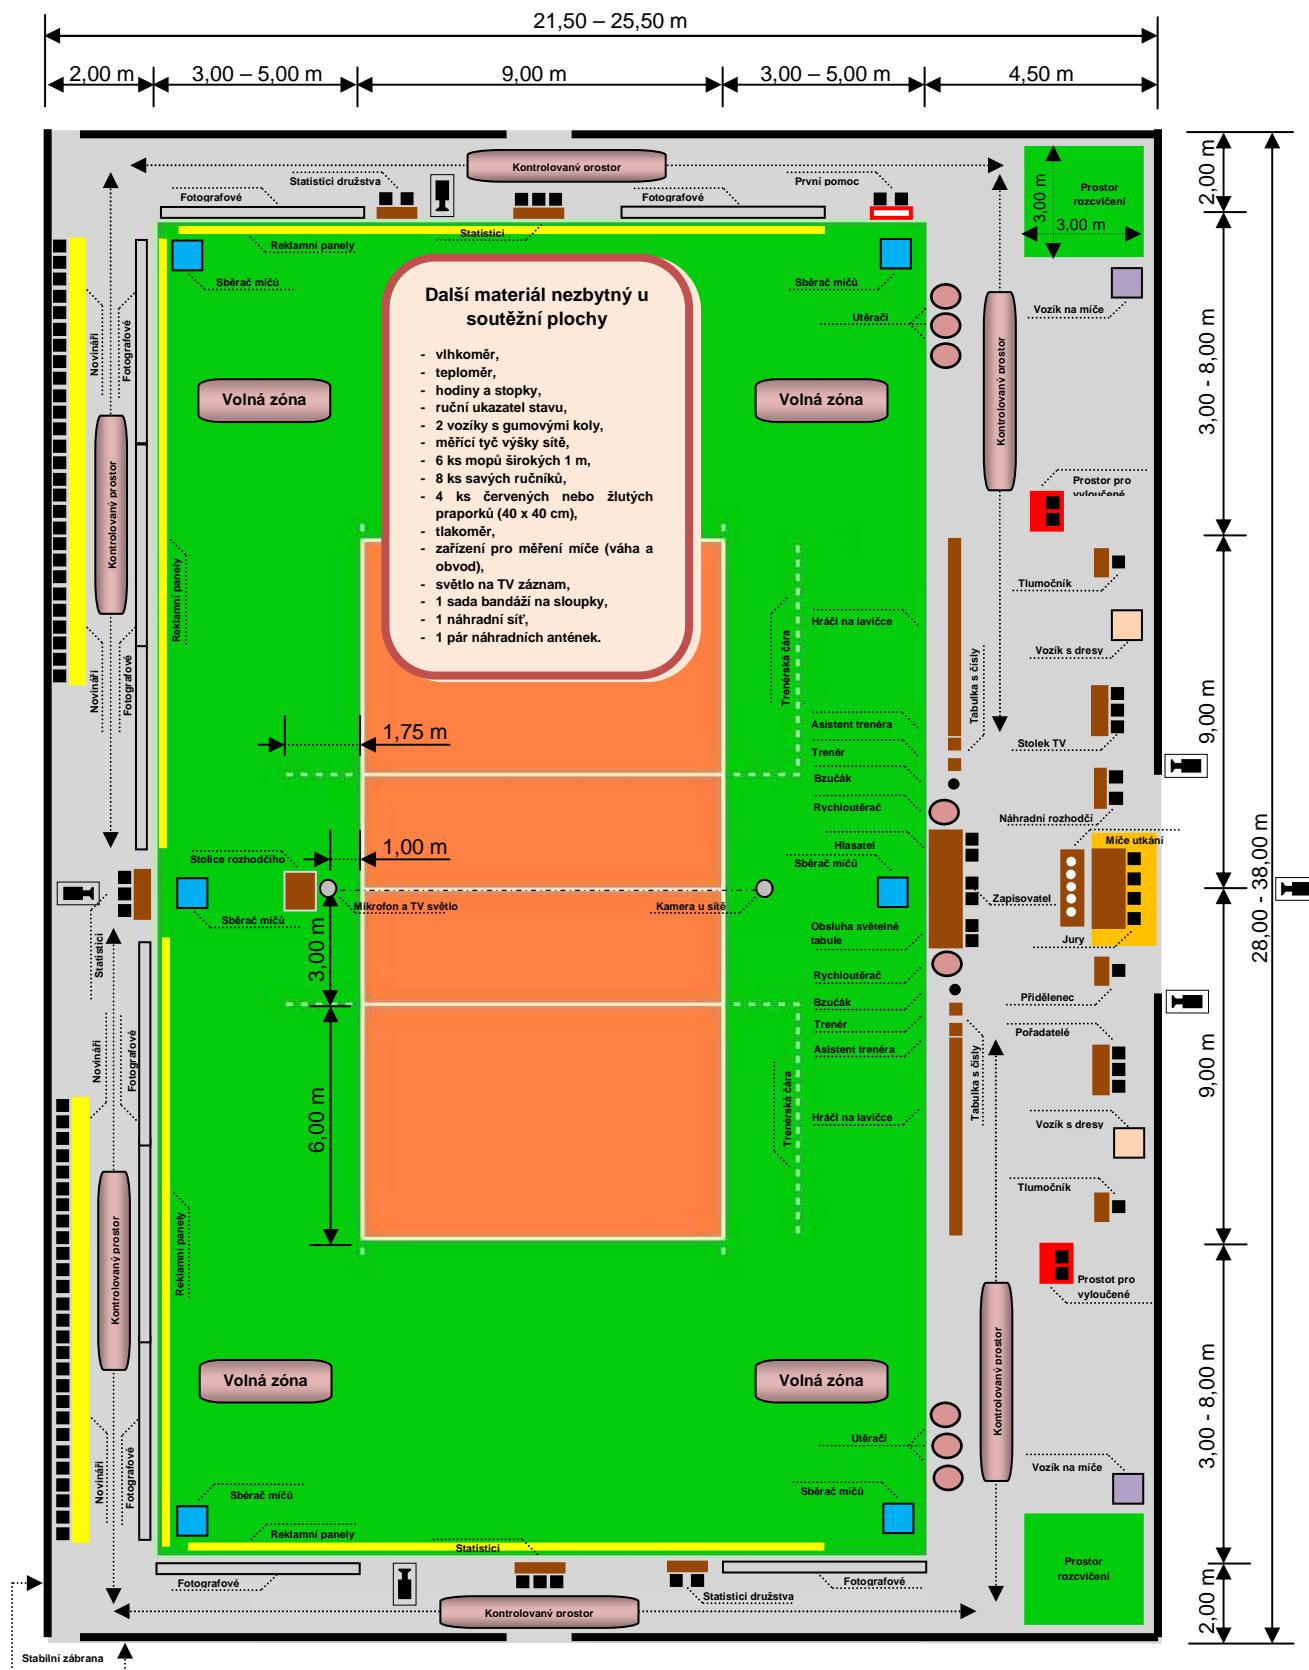 21,50 – 25,50 m
2,00 m
3,00 – 5,00 m
9,00 m
3,00 – 5,00 m
4,50 m
Kontrolovaný prostor
Statistici družstva
První pomoc
Fotografové
Fotografové
Prostor
rozcvičení
3,00 m
3,00 m
2,00 m
Statistici
Reklamní panely
Sběrač míčů
Sběrač míčů
Vozík na míče
Utěrači
Další materiál nezbytný u
soutěžní plochy
- vlhkoměr,
- teploměr,
- hodiny a stopky,
- ruční ukazatel stavu,
- 2 vozíky s gumovými koly,
- měřící tyč výšky sítě,
- 6 ks mopů širokých 1 m,
- 8 ks savých ručníků,
- 4 ks červených nebo žlutých
praporků (40 x 40 cm),
- tlakoměr,
- zařízení pro měření míče (váha a
obvod),
- světlo na TV záznam,
- 1 sada bandáží na sloupky,
- 1 náhradní síť,
- 1 pár náhradních antének.
Novináři
Fotografové
Volná zóna
Volná zóna
Kontrolovaný prostor
Kontrolovaný prostor
3,00 - 8,00 m
Prostor pro
vyloučené
Reklamní panely
Tlumočník
Trenérská čára
Hráči na lavičce
Vozík s dresy
Tabulka s čísly
Novináři
Fotografové
9,00 m
1,75 m
Asistent trenéra
Stolek TV
Trenér
Bzučák
Rychloutěrač
Náhradní rozhodčí
Míče utkání
1,00 m
Hlasatel
Stolice rozhodčího
Sběrač míčů
28,00 - 38,00 m
Mikrofon a TV světlo
Kamera u sítě
Zapisovatel
Sběrač míčů
Obsluha světelné
tabule
Jury
Statistici
3,00 m
Rychloutěrač
Přidělenec
Bzučák
Trenér
Pořadatelé
Asistent trenéra
Tabulka s čísly
Novináři
Fotografové
9,00 m
6,00 m
Trenérská čára
Hráči na lavičce
Vozík s dresy
Tlumočník
Reklamní panely
Kontrolovaný prostor
Prostot pro
vyloučené
Volná zóna
Volná zóna
Kontrolovaný prostor
3,00 - 8,00 m
Utěrači
Novináři
Fotografové
Vozík na míče
Sběrač míčů
Sběrač míčů
Reklamní panely
Statistici
Prostor
rozcvičení
Fotografové
Fotografové
Statistici družstva
Kontrolovaný prostor
2,00 m
Stabilní zábrana